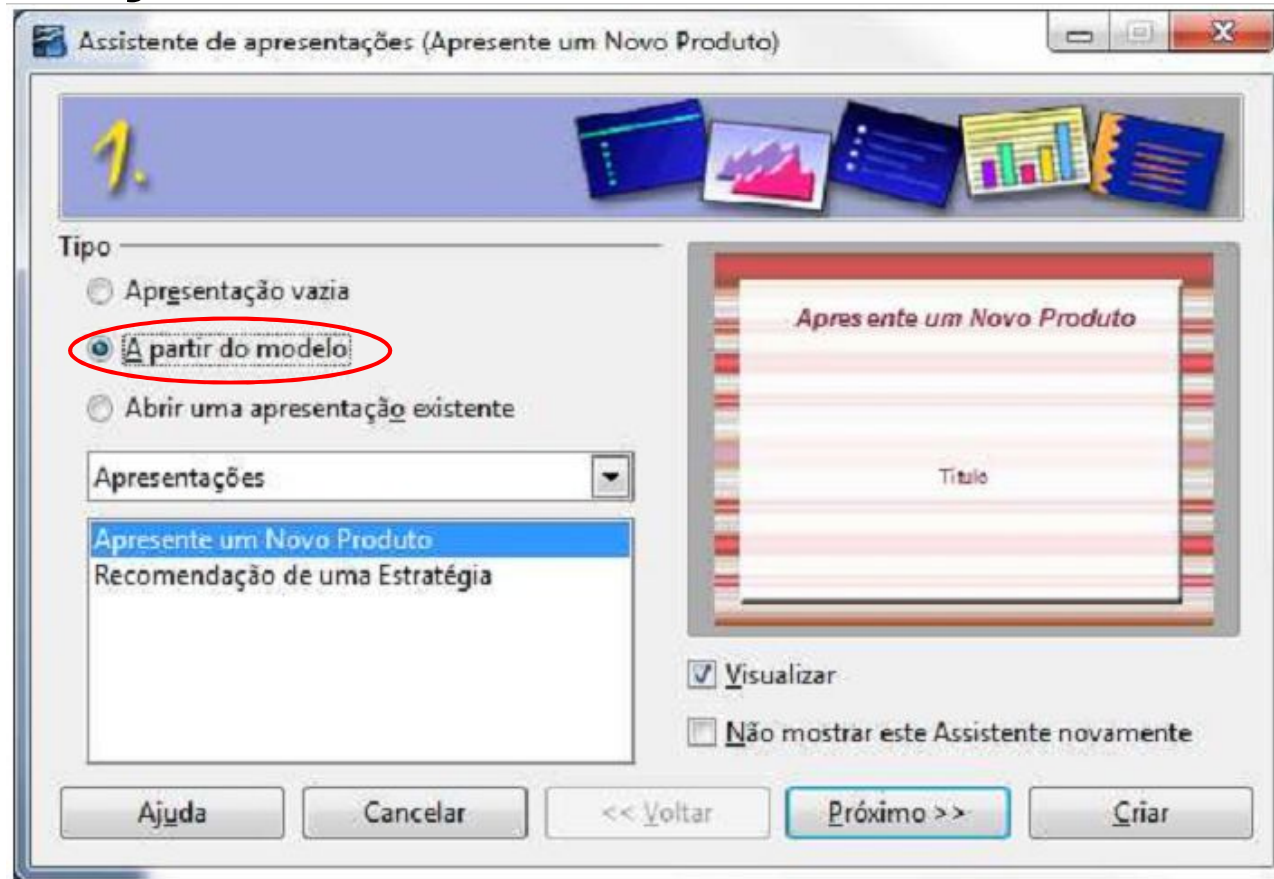 Assistente de apresentações (Apresente um Novo Produto)
1.
Tipo
Apresentação vazia
A partir do modelo
Abrir uma apresentação existente
Apresentações
Apresente um Novo Produto
Recomendação de uma Estratégia
Apresente um Novo Produto
Título
Visualizar
Não mostrar este Assistente novamente
Ajuda
Cancelar
<< Voltar
Próximo >>
Criar